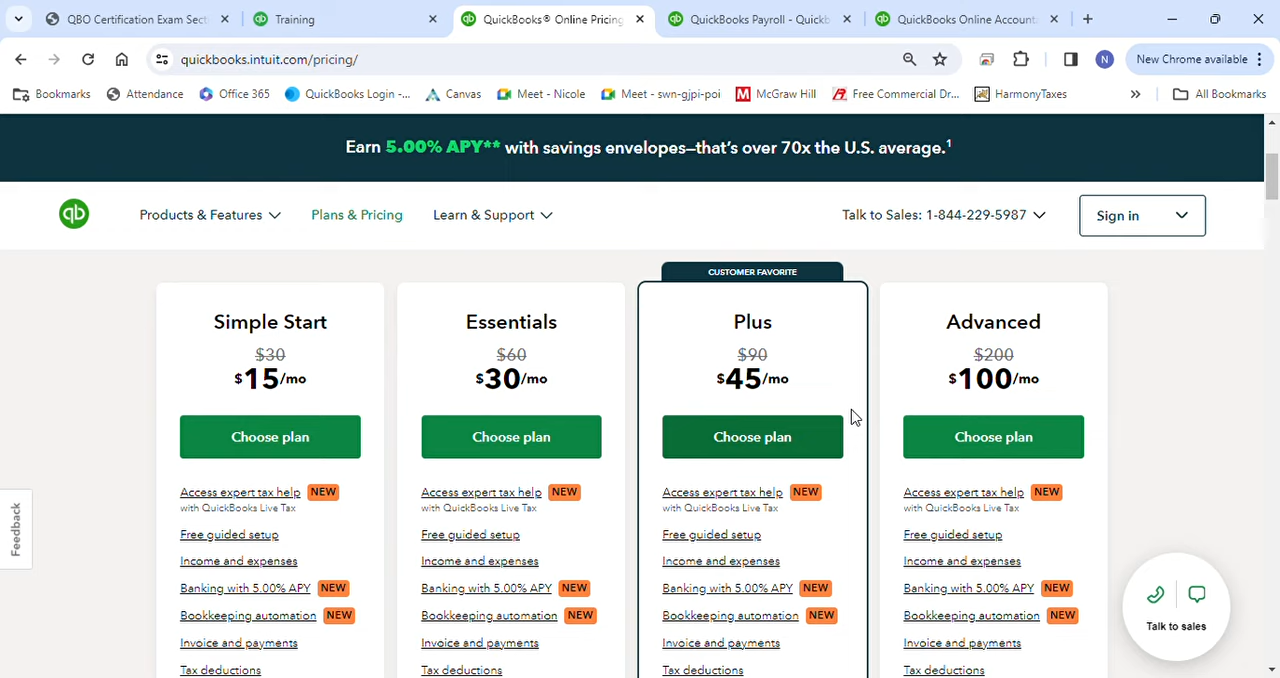 QBO Certification Exam Sect
Training
QuickBooks® Online Pricing
QuickBooks Payroll - Quickb
QuickBooks Online Accounta
quickbooks.intuit.com/pricing/
N
New Chrome available
Bookmarks
Attendance
Office 365
QuickBooks Login -...
Canvas
Meet - Nicole
Meet - swn-gjpi-poi
McGraw Hill
Free Commercial Dr...
HarmonyTaxes
All Bookmarks
Earn 5.00% APY** with savings envelopes—that's over 70x the U.S. average.¹
qb
Products & Features
Plans & Pricing
Learn & Support
Talk to Sales: 1-844-229-5987
Sign in
CUSTOMER FAVORITE
Simple Start
$30
$15/mo
Choose plan
Access expert tax help NEW
with QuickBooks Live Tax
Free guided setup
Income and expenses
Banking with 5.00% APY NEW
Bookkeeping automation NEW
Invoice and payments
Tax deductions
Essentials
$60
$30/mo
Choose plan
Access expert tax help NEW
with QuickBooks Live Tax
Free guided setup
Income and expenses
Banking with 5.00% APY NEW
Bookkeeping automation NEW
Invoice and payments
Tax deductions
Plus
$90
$45/mo
Choose plan
Access expert tax help NEW
with QuickBooks Live Tax
Free guided setup
Income and expenses
Banking with 5.00% APY NEW
Bookkeeping automation NEW
Invoice and payments
Tax deductions
Advanced
$200
$100/mo
Choose plan
Access expert tax help NEW
with QuickBooks Live Tax
Free guided setup
Income and expenses
Banking with 5.00% APY NEW
Bookkeeping automation NEW
Invoice and payments
Tax deductions
Feedback
Talk to sales